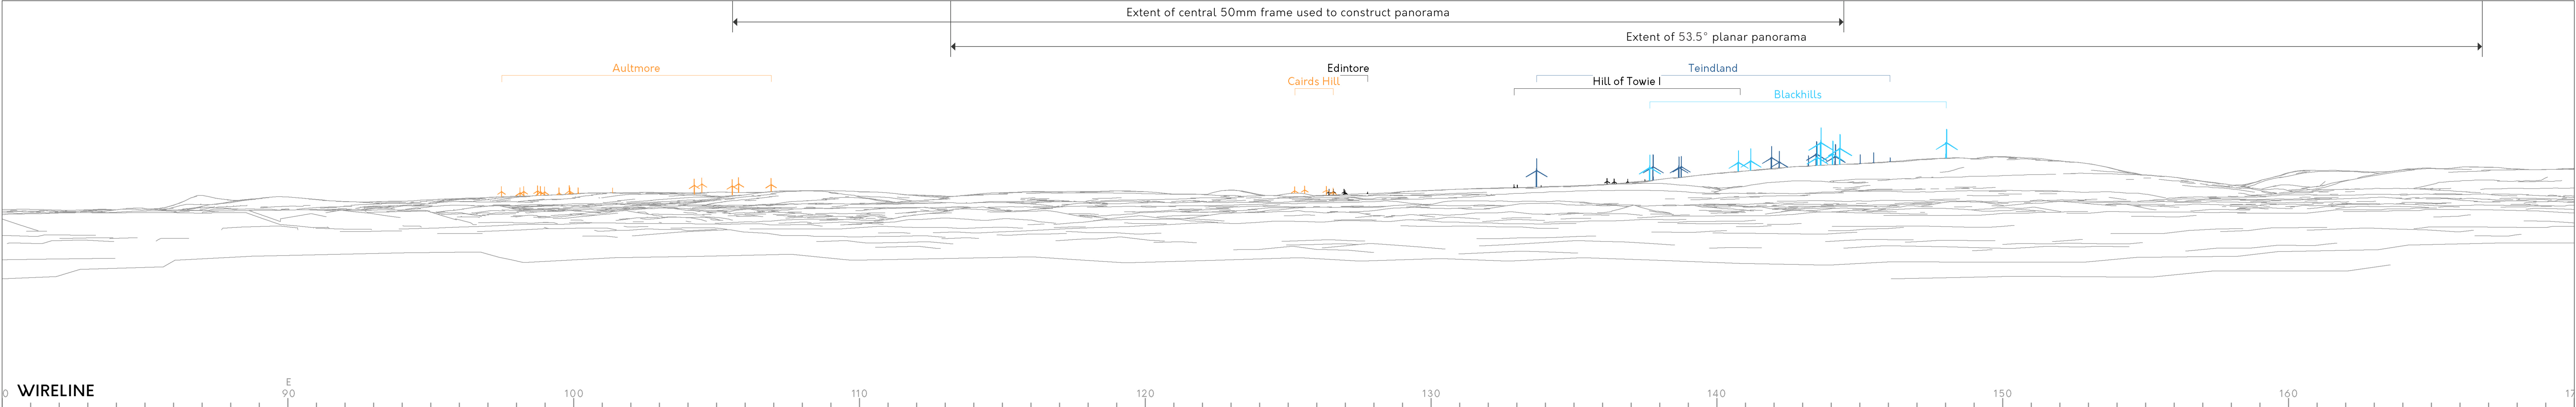 Extent of central 50mm frame used to construct panorama
Extent of 53.5° planar panorama
Aultmore
Edintore
Teindland
Cairds Hill
Hill of Towie I
Blackhills
E
0 WIRELINE 90 100 110 120 130 140 150 160 17